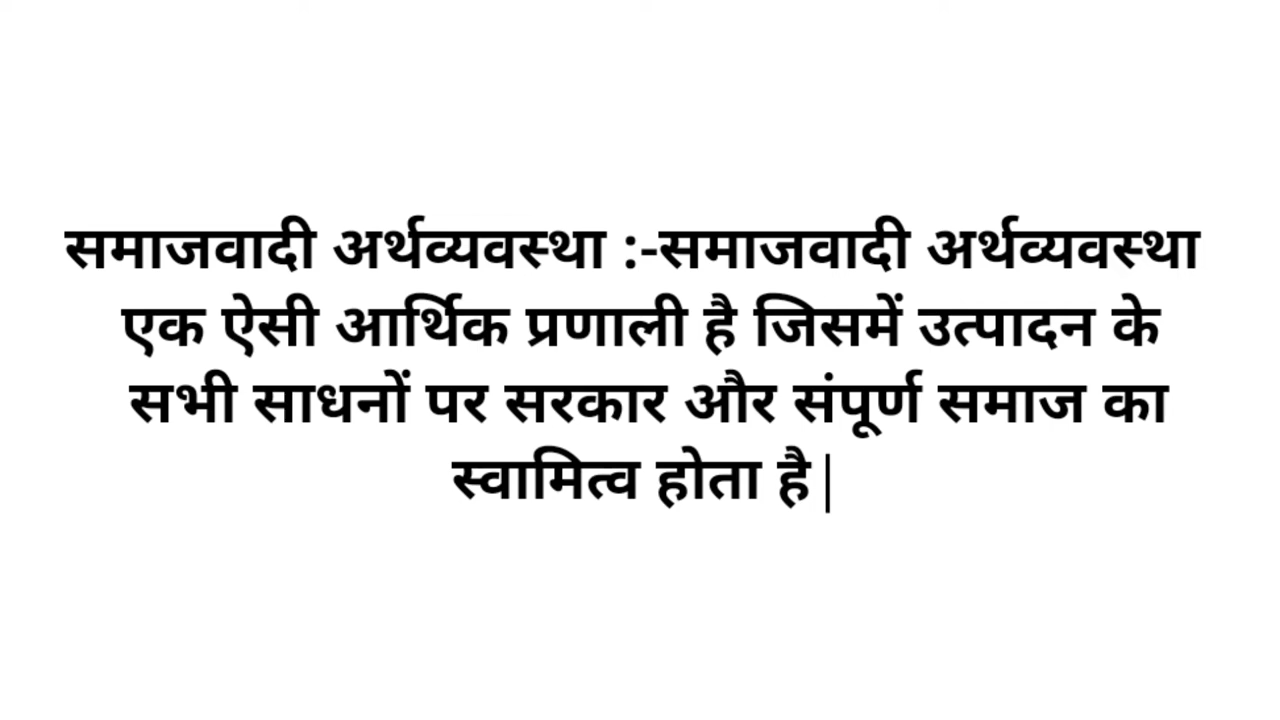 समाजवादी अर्थव्यवस्था :-समाजवादी अर्थव्यवस्था
एक ऐसी आर्थिक प्रणाली है जिसमें उत्पादन के
सभी साधनों पर सरकार और संपूर्ण समाज का
स्वामित्व होता है|